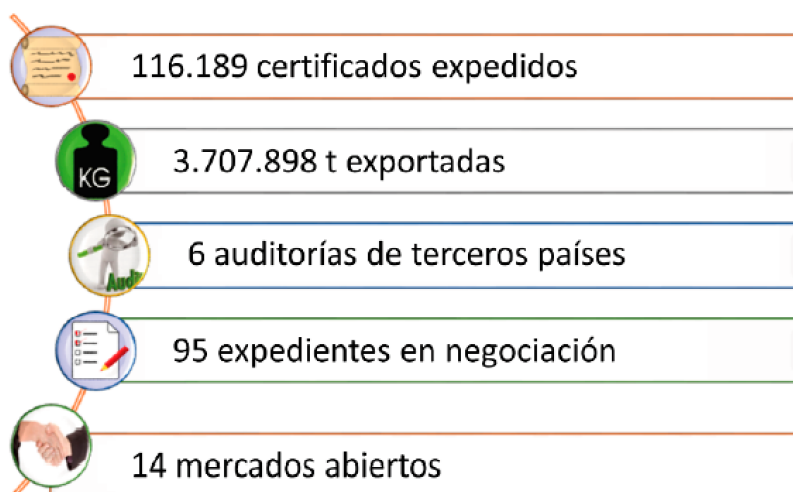 116.189 certificados expedidos
KG
3.707.898 t exportadas
6 auditorías de terceros países
95 expedientes en negociación
14 mercados abiertos